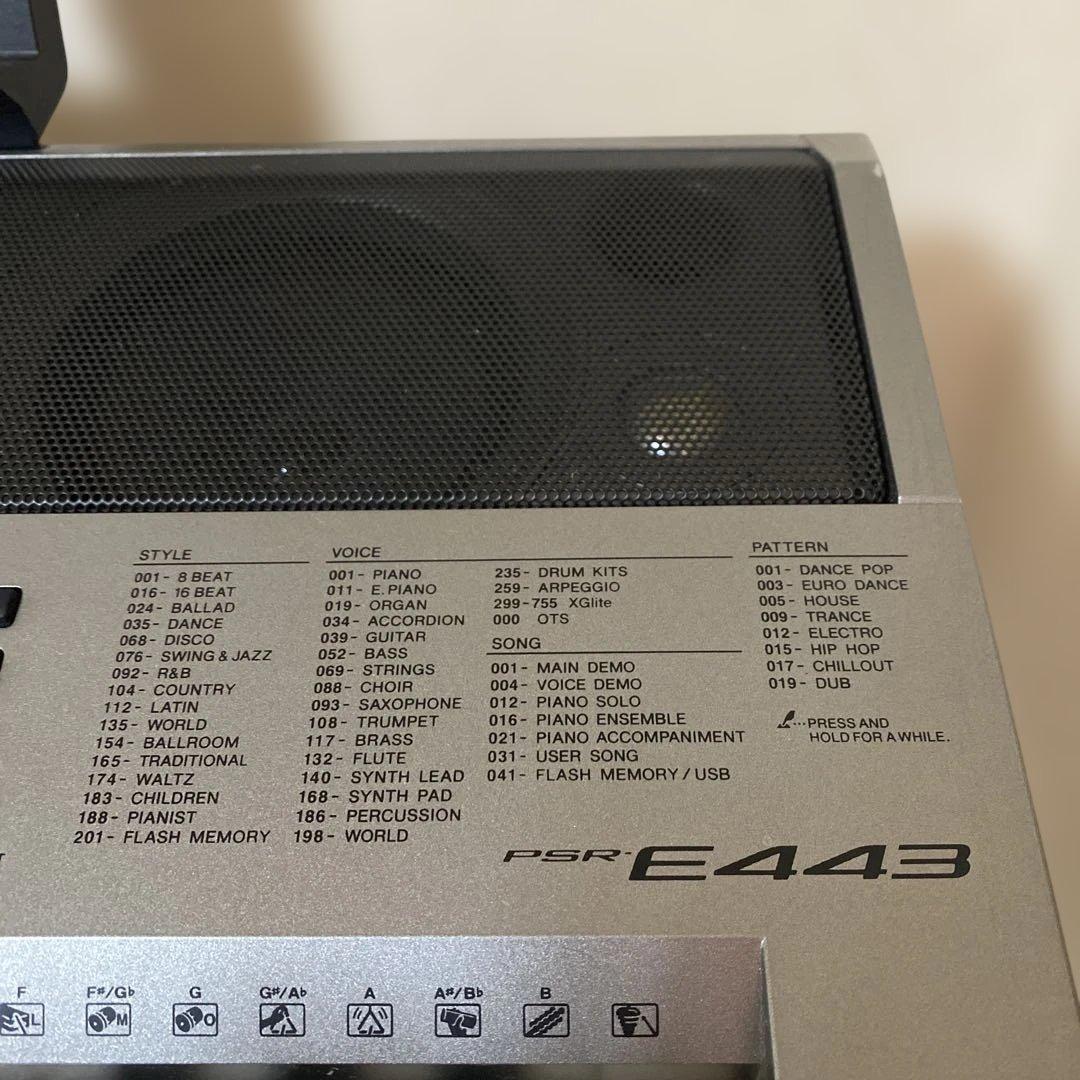 STYLE
001- 8 BEAT
016- 16 BEAT
024- BALLAD
035- DANCE
068- DISCO
076- SWING & JAZZ
092- R&B
104- COUNTRY
112- LATIN
135- WORLD
154- BALLROOM
165- TRADITIONAL
174- WALTZ
183- CHILDREN
188- PIANIST
201- FLASH MEMORY
VOICE
001- PIANO
011- E. PIANO
019- ORGAN
034- ACCORDION
039- GUITAR
052- BASS
069- STRINGS
088- CHOIR
093- SAXOPHONE
108- TRUMPET
117- BRASS
132- FLUTE
140- SYNTH LEAD
168- SYNTH PAD
186- PERCUSSION
198- WORLD
235- DRUM KITS
259- ARPEGGIO
299-755 XGlite
000 OTS
SONG
001- MAIN DEMO
004- VOICE DEMO
012- PIANO SOLO
016- PIANO ENSEMBLE
021- PIANO ACCOMPANIMENT
031- USER SONG
041- FLASH MEMORY / USB
PATTERN
001- DANCE POP
003- EURO DANCE
005- HOUSE
009- TRANCE
012- ELECTRO
015- HIP HOP
017- CHILLOUT
019- DUB
···PRESS AND
HOLD FOR A WHILE.
PSR-E443
F F♯/G♭ G G♯/A♭ A A♯/B♭ B
L M O